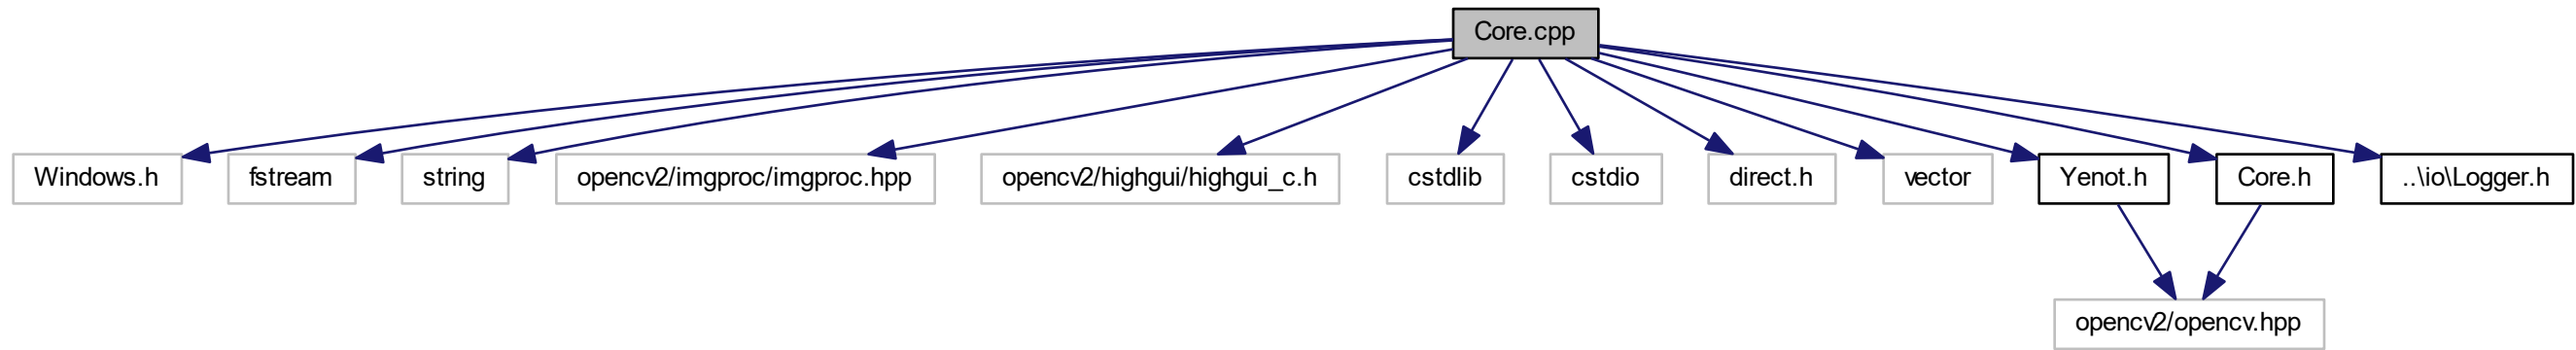 Core.cpp
Windows.h
fstream
string
opencv2/imgproc/imgproc.hpp
opencv2/highgui/highgui_c.h
cstdlib
cstdio
direct.h
vector
Yenot.h
Core.h
..\io\Logger.h
opencv2/opencv.hpp